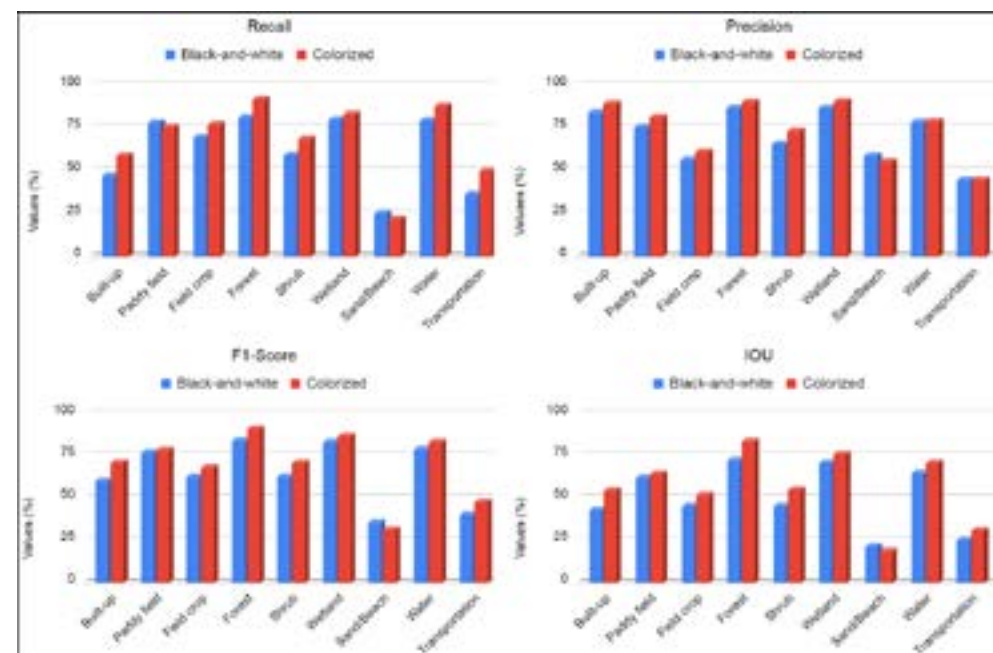 Recall
Black-and-white Colorized
Values (%)
100
75
50
25
0
Built-up
Paddy field
Field crop
Forest
Shrub
Wetland
Sand/Beach
Water
Transportation
Precision
Black-and-white Colorized
Values (%)
100
75
50
25
0
Built-up
Paddy field
Field crop
Forest
Shrub
Wetland
Sand/Beach
Water
Transportation
F1-Score
Black-and-white Colorized
Values (%)
100
75
50
25
0
Built-up
Paddy field
Field crop
Forest
Shrub
Wetland
Sand/Beach
Water
Transportation
IOU
Black-and-white Colorized
Values (%)
100
75
50
25
0
Built-up
Paddy field
Field crop
Forest
Shrub
Wetland
Sand/Beach
Water
Transportation